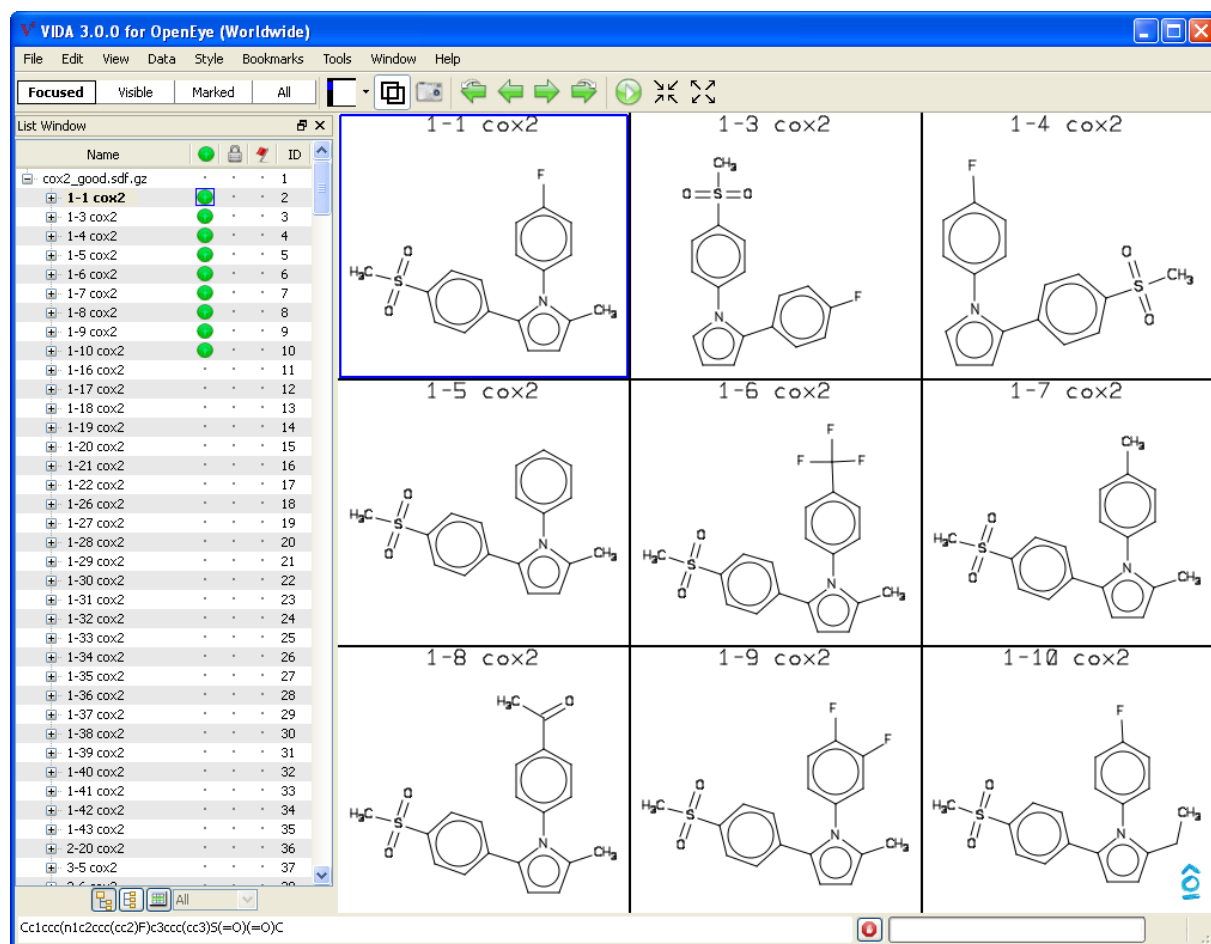 VIDA 3.0.0 for OpenEye (Worldwide)
File Edit View Data Style Bookmarks Tools Window Help
Focused Visible Marked All
List Window
Name ID
cox2_good.sdf.gz 1
1-1 cox2 2
1-3 cox2 3
1-4 cox2 4
1-5 cox2 5
1-6 cox2 6
1-7 cox2 7
1-8 cox2 8
1-9 cox2 9
1-10 cox2 10
1-16 cox2 11
1-17 cox2 12
1-18 cox2 13
1-19 cox2 14
1-20 cox2 15
1-21 cox2 16
1-22 cox2 17
1-26 cox2 18
1-27 cox2 19
1-28 cox2 20
1-29 cox2 21
1-30 cox2 22
1-31 cox2 23
1-32 cox2 24
1-33 cox2 25
1-34 cox2 26
1-35 cox2 27
1-36 cox2 28
1-37 cox2 29
1-38 cox2 30
1-39 cox2 31
1-40 cox2 32
1-41 cox2 33
1-42 cox2 34
1-43 cox2 35
2-20 cox2 36
3-5 cox2 37
All
1-1 cox2 1-3 cox2 1-4 cox2
F
O
H₃C S
O
N
CH₃
CH₃
O S O
F
N
F
O
S CH₃
O
N
1-5 cox2 1-6 cox2 1-7 cox2
O
H₃C S
O
N
CH₃
F
F F
O
H₃C S
O
N
CH₃
CH₃
O
H₃C S
O
N
CH₃
1-8 cox2 1-9 cox2 1-10 cox2
H₃C O
O
H₃C S
O
N
CH₃
F
F
O
H₃C S
O
N
CH₃
F
O
H₃C S
O
N
CH₃
Cc1ccc(n1c2ccc(cc2)F)c3ccc(cc3)S(=O)(=O)C